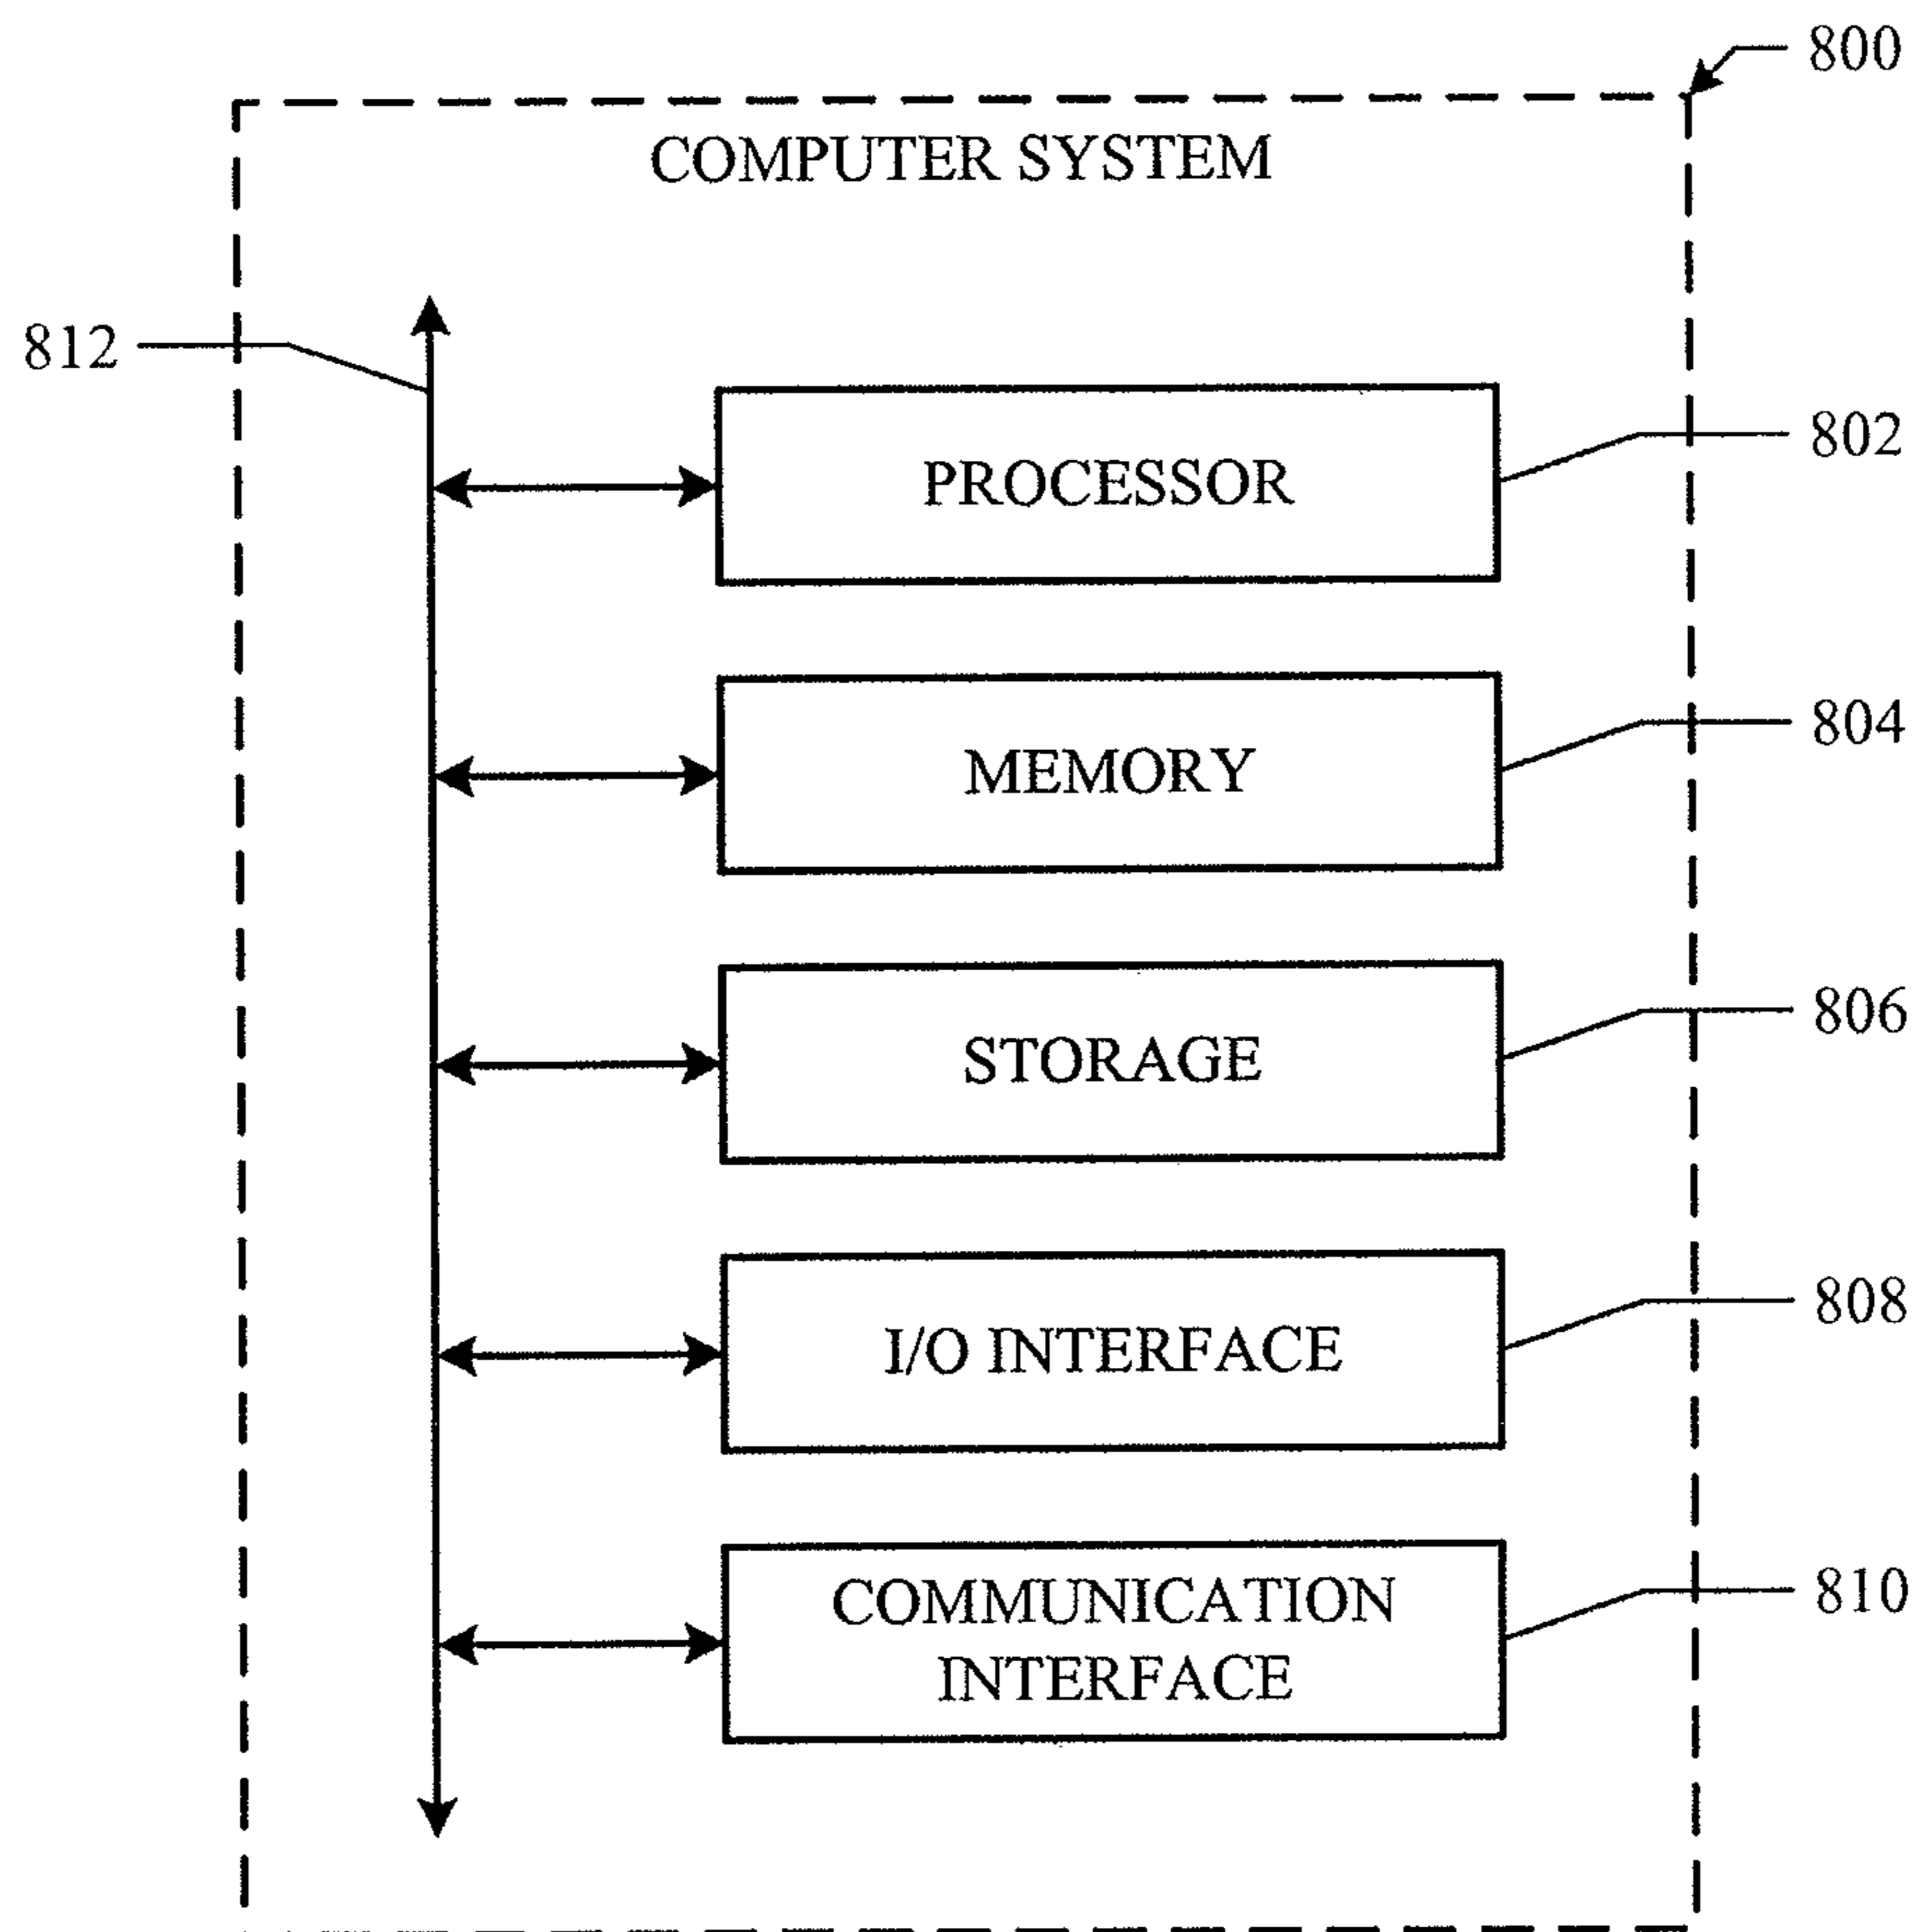 800
COMPUTER SYSTEM
812
802
PROCESSOR
804
MEMORY
806
STORAGE
808
I/O INTERFACE
810
COMMUNICATION
INTERFACE